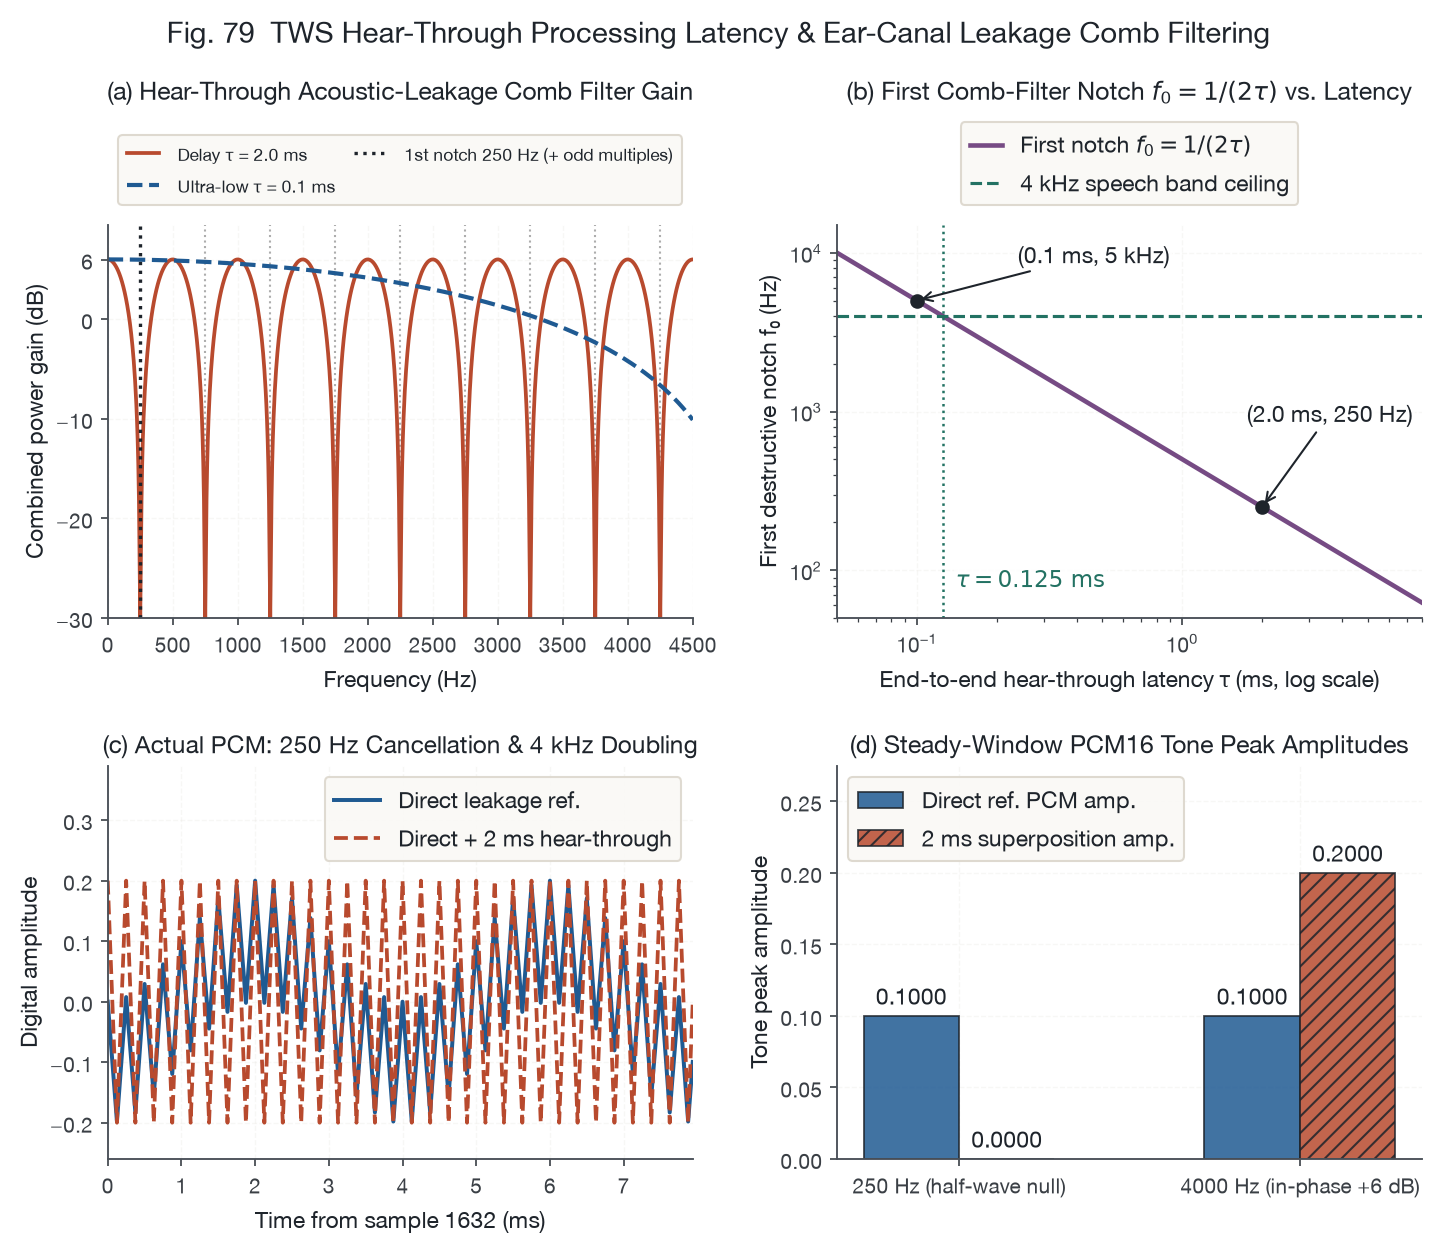 Fig. 79  TWS Hear-Through Processing Latency & Ear-Canal Leakage Comb Filtering
(a) Hear-Through Acoustic-Leakage Comb Filter Gain
Delay τ = 2.0 ms
1st notch 250 Hz (+ odd multiples)
Ultra-low τ = 0.1 ms
Combined power gain (dB)
6
0
−10
−20
−30
0 500 1000 1500 2000 2500 3000 3500 4000 4500
Frequency (Hz)
(b) First Comb-Filter Notch f₀ = 1/(2τ) vs. Latency
First notch f₀ = 1/(2τ)
4 kHz speech band ceiling
First destructive notch f₀ (Hz)
10⁴
10³
10²
(0.1 ms, 5 kHz)
(2.0 ms, 250 Hz)
τ = 0.125 ms
10⁻¹ 10⁰
End-to-end hear-through latency τ (ms, log scale)
(c) Actual PCM: 250 Hz Cancellation & 4 kHz Doubling
Direct leakage ref.
Direct + 2 ms hear-through
Digital amplitude
0.3
0.2
0.1
0.0
−0.1
−0.2
0 1 2 3 4 5 6 7
Time from sample 1632 (ms)
(d) Steady-Window PCM16 Tone Peak Amplitudes
Direct ref. PCM amp.
2 ms superposition amp.
Tone peak amplitude
0.25
0.20
0.15
0.10
0.05
0.00
0.1000
0.0000
0.1000
0.2000
250 Hz (half-wave null)
4000 Hz (in-phase +6 dB)